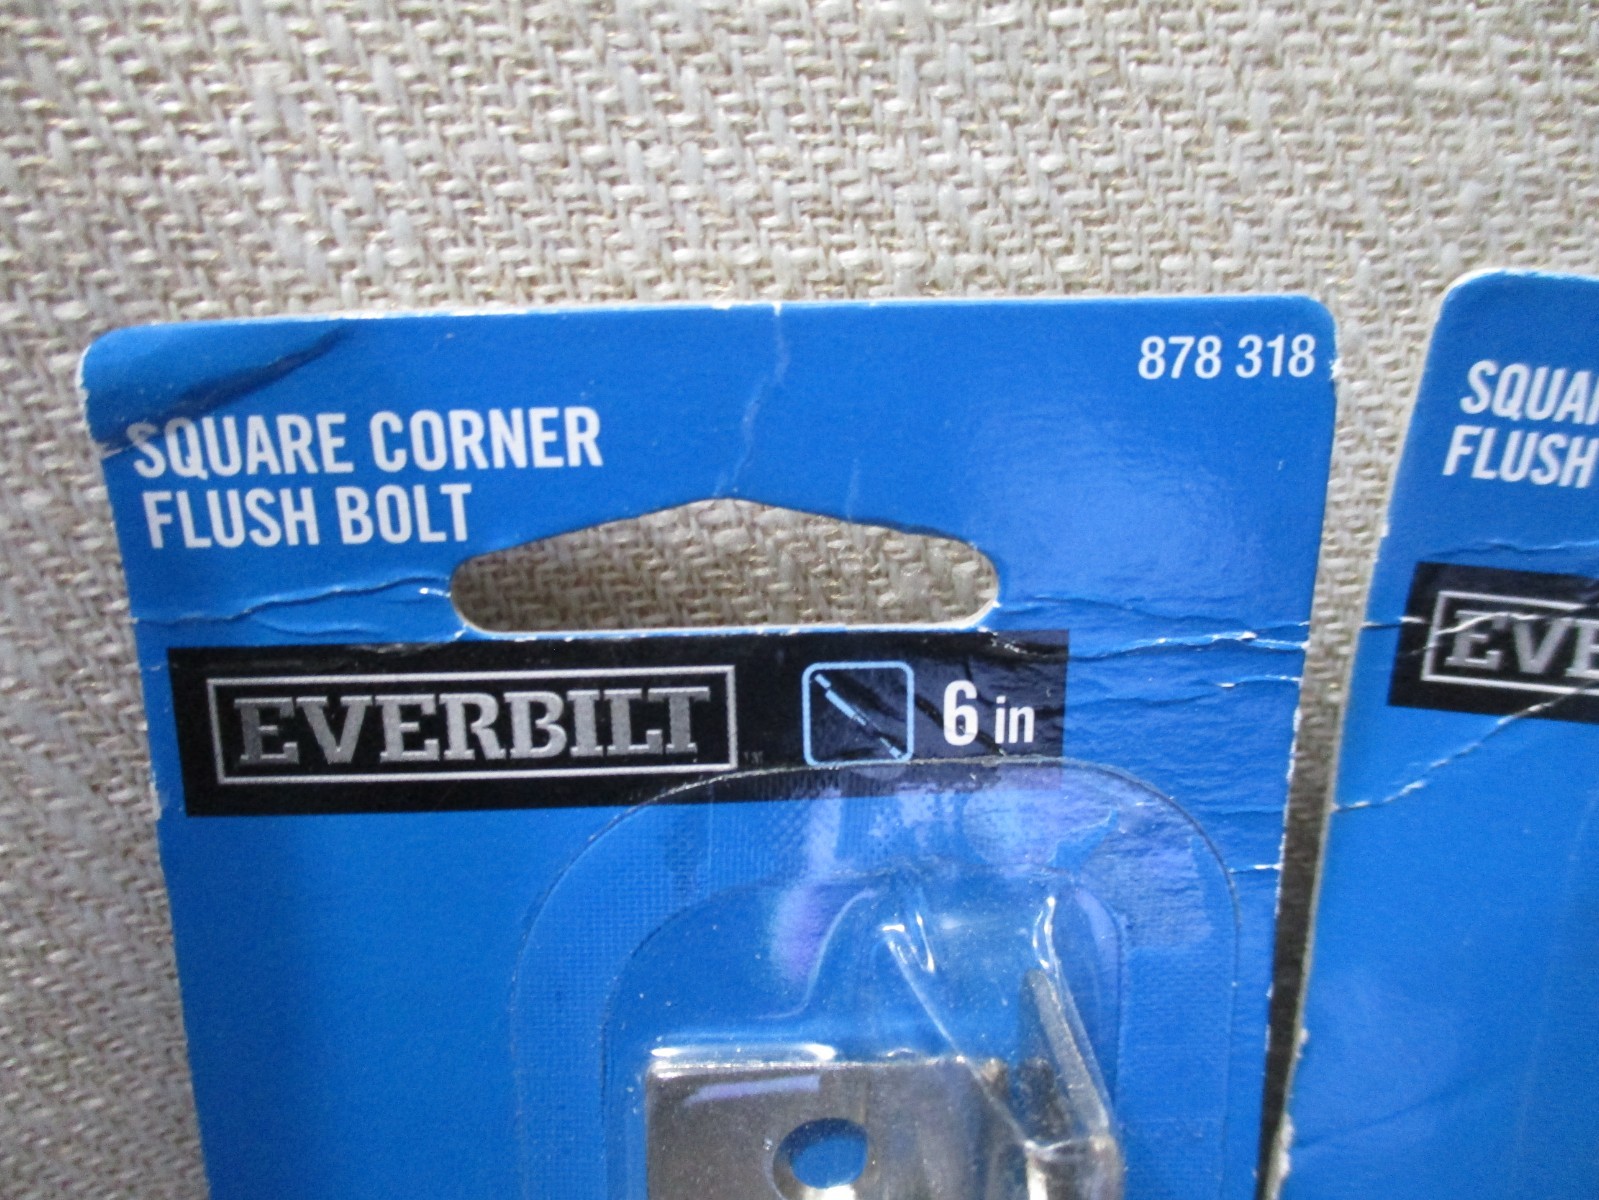 878 318
SQUARE CORNER
FLUSH BOLT
EVERBILT
6 in
SQUA
FLUSH
EVE